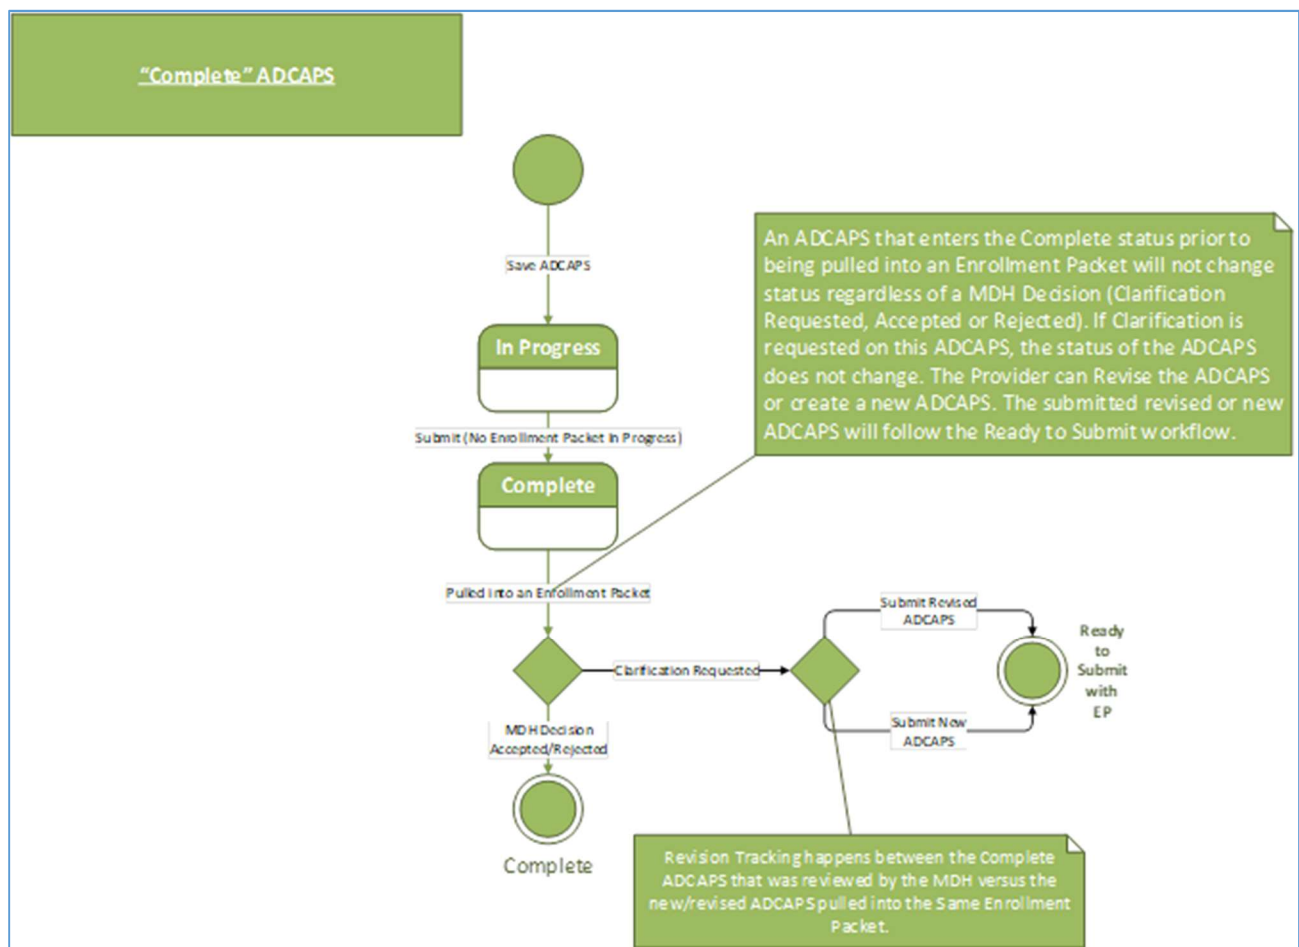 “Complete” ADCAPS
Save ADCAPS
An ADCAPS that enters the Complete status prior to
being pulled into an Enrollment Packet will not change
status regardless of a MDH Decision (Clarification
Requested, Accepted or Rejected). If Clarification is
requested on this ADCAPS, the status of the ADCAPS
does not change. The Provider can Revise the ADCAPS
or create a new ADCAPS. The submitted revised or new
ADCAPS will follow the Ready to Submit workflow.
In Progress
Submit (No Enrollment Packet In Progress)
Complete
Pulled into an Enrollment Packet
Clarification Requested
Submit Revised
ADCAPS
Submit New
ADCAPS
Ready
to
Submit
with
EP
MDH Decision
Accepted/Rejected
Complete
Revision Tracking happens between the Complete
ADCAPS that was reviewed by the MDH versus the
new/revised ADCAPS pulled into the Same Enrollment
Packet.